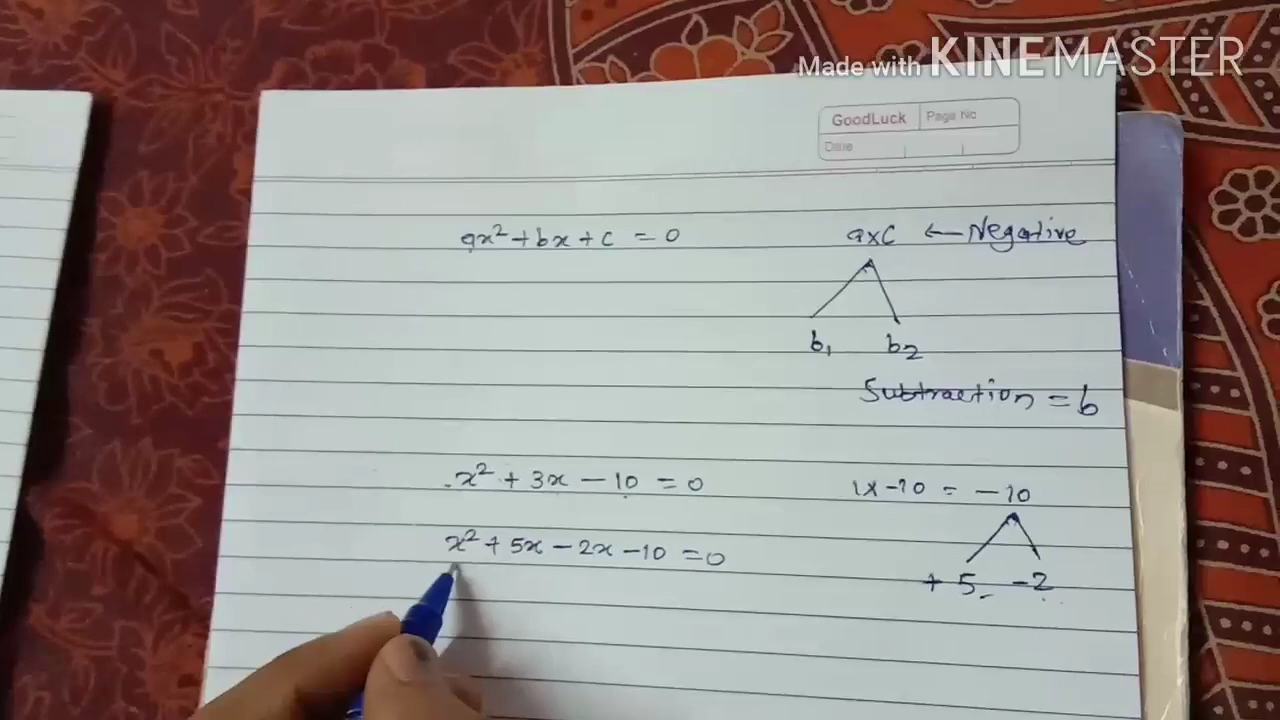 Made with KINEMASTER
GoodLuck Page No
Date
ax² + bx + c = 0
a×c ← Negative
b₁ b₂
Subtraction = b
x² + 3x - 10 = 0
1×-10 = -10
x² + 5x - 2x - 10 = 0
+5 -2